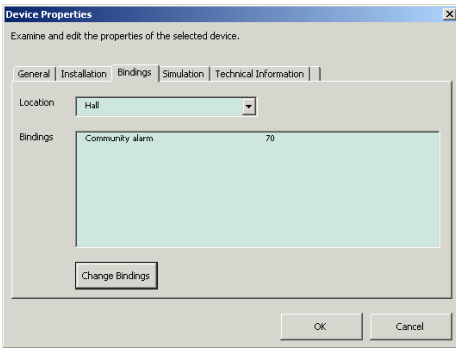 Device Properties
Examine and edit the properties of the selected device.
General Installation Bindings Simulation Technical Information
Location Hall
Bindings Community alarm 70
Change Bindings
OK Cancel